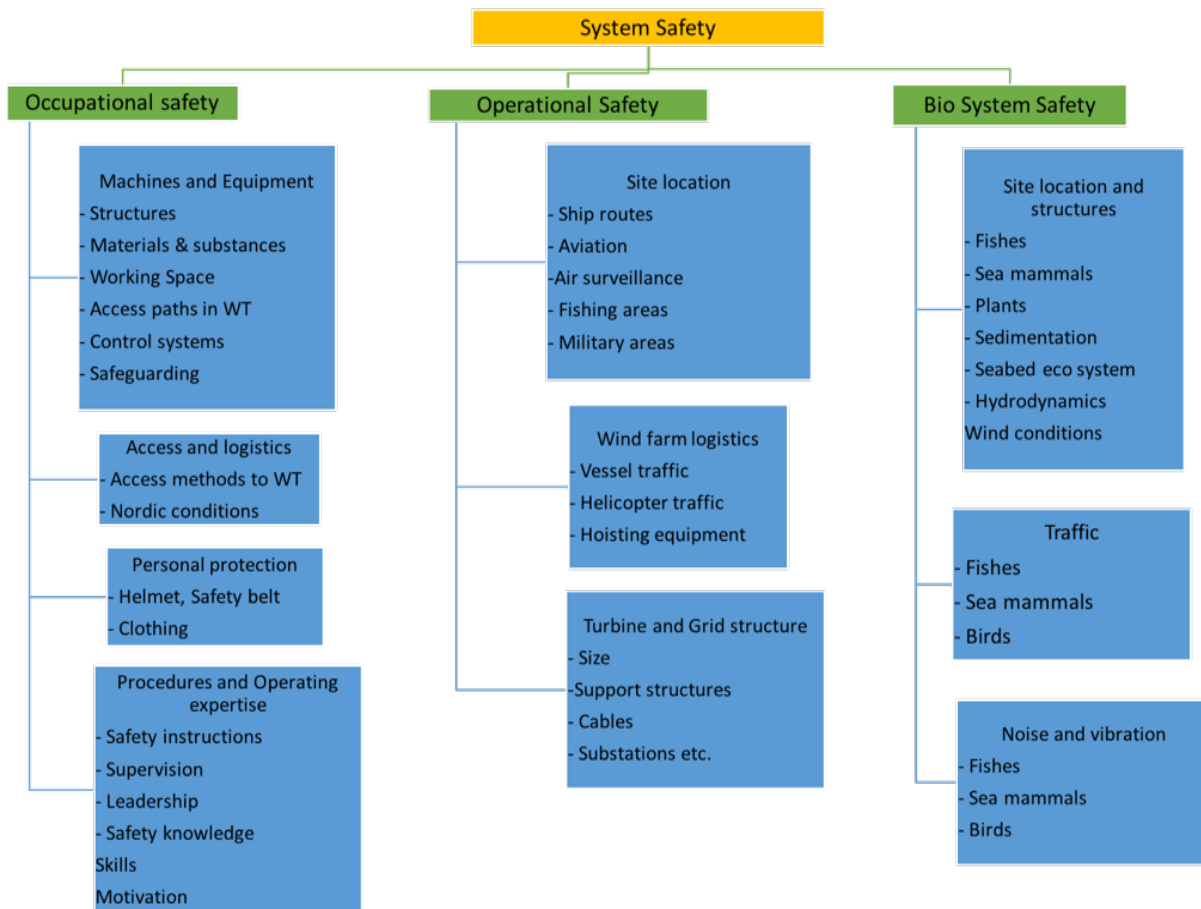 System Safety
Occupational safety
Machines and Equipment
- Structures
- Materials & substances
- Working Space
- Access paths in WT
- Control systems
- Safeguarding
Access and logistics
- Access methods to WT
- Nordic conditions
Personal protection
- Helmet, Safety belt
- Clothing
Procedures and Operating
expertise
- Safety instructions
- Supervision
- Leadership
- Safety knowledge
Skills
Motivation
Operational Safety
Site location
- Ship routes
- Aviation
-Air surveillance
- Fishing areas
- Military areas
Wind farm logistics
- Vessel traffic
- Helicopter traffic
- Hoisting equipment
Turbine and Grid structure
- Size
-Support structures
- Cables
- Substations etc.
Bio System Safety
Site location and
structures
- Fishes
- Sea mammals
- Plants
- Sedimentation
- Seabed eco system
- Hydrodynamics
Wind conditions
Traffic
- Fishes
- Sea mammals
- Birds
Noise and vibration
- Fishes
- Sea mammals
- Birds